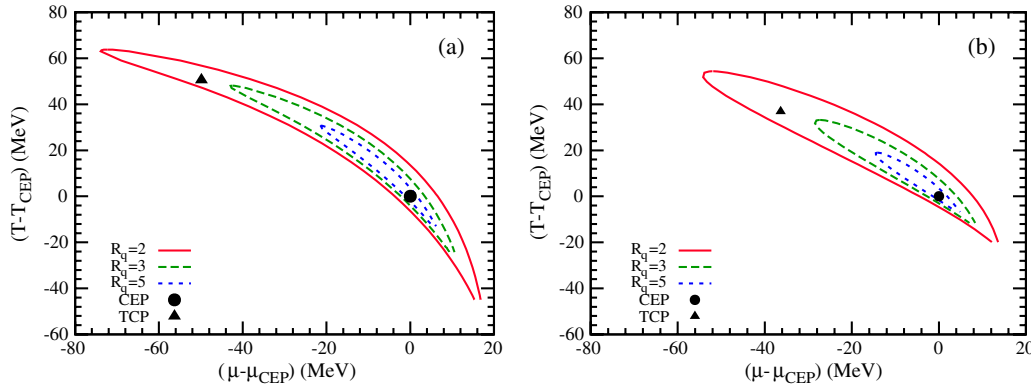 80
60
40
20
0
-20
-40
-60
(T-T_CEP) (MeV)
(a)
R_q=2
R_q=3
R_q=5
CEP
TCP
-80 -60 -40 -20 0 20
(μ-μ_CEP) (MeV)
80
60
40
20
0
-20
-40
-60
(T-T_CEP) (MeV)
(b)
R_q=2
R_q=3
R_q=5
CEP
TCP
-80 -60 -40 -20 0 20
(μ-μ_CEP) (MeV)